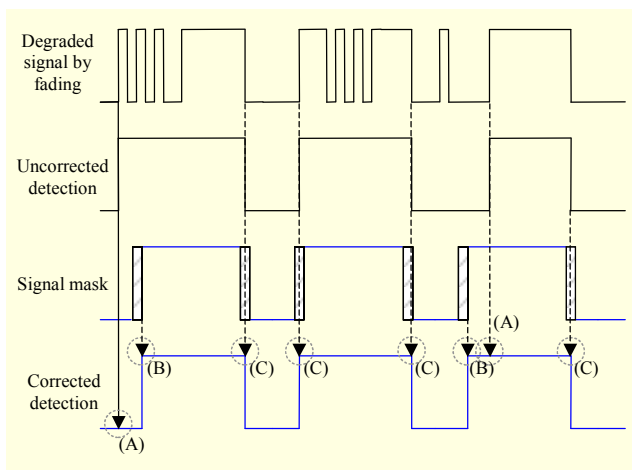 Degraded
signal by
fading
Uncorrected
detection
Signal mask
(A)
(B)
(C)
(C)
(C)
(B)
(C)
Corrected
detection
(A)